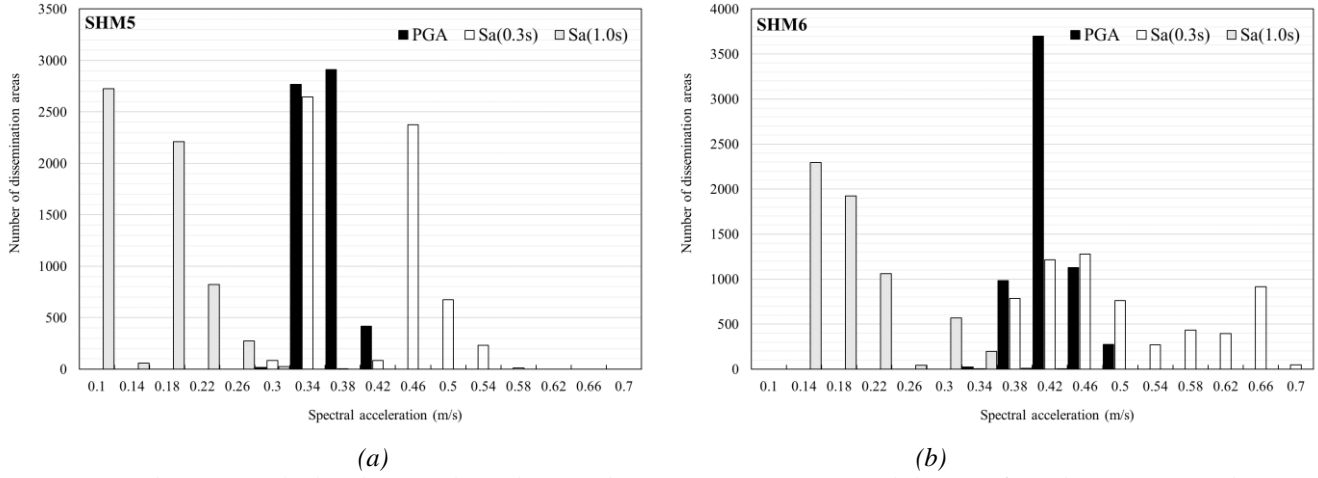 SHM5
PGA Sa(0.3s) Sa(1.0s)
Number of dissemination areas
3500
3000
2500
2000
1500
1000
500
0
0.1 0.14 0.18 0.22 0.26 0.3 0.34 0.38 0.42 0.46 0.5 0.54 0.58 0.62 0.66 0.7
Spectral acceleration (m/s)
(a)
SHM6
PGA Sa(0.3s) Sa(1.0s)
Number of dissemination areas
4000
3500
3000
2500
2000
1500
1000
500
0
0.1 0.14 0.18 0.22 0.26 0.3 0.34 0.38 0.42 0.46 0.5 0.54 0.58 0.62 0.66 0.7
Spectral acceleration (m/s)
(b)